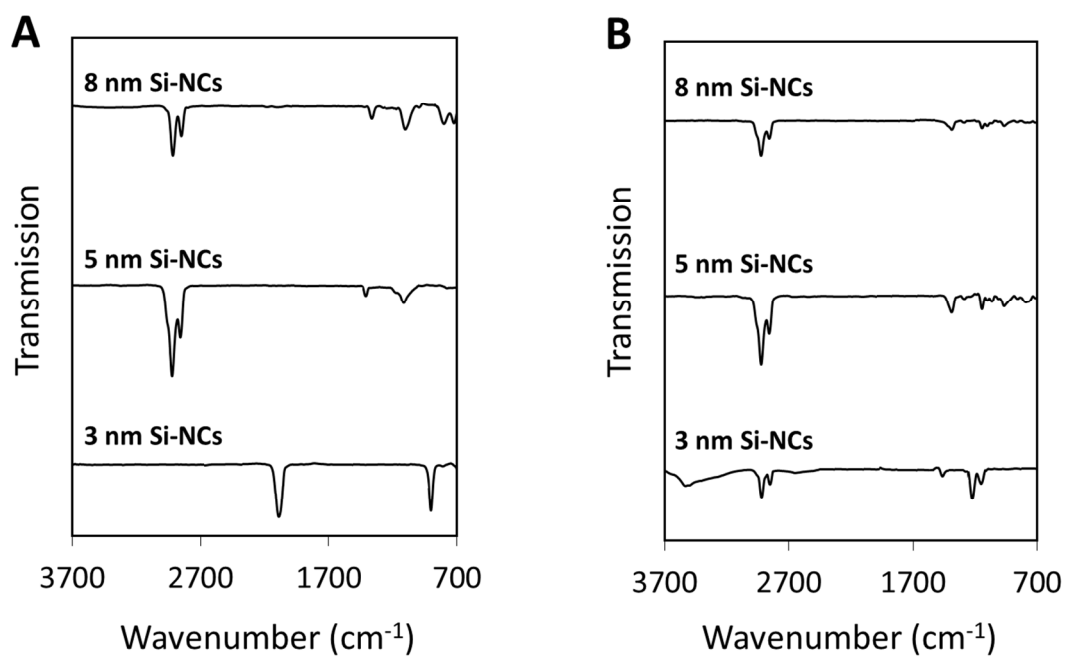 A
8 nm Si-NCs
5 nm Si-NCs
3 nm Si-NCs
Transmission
3700 2700 1700 700
Wavenumber (cm-1)
B
8 nm Si-NCs
5 nm Si-NCs
3 nm Si-NCs
Transmission
3700 2700 1700 700
Wavenumber (cm-1)